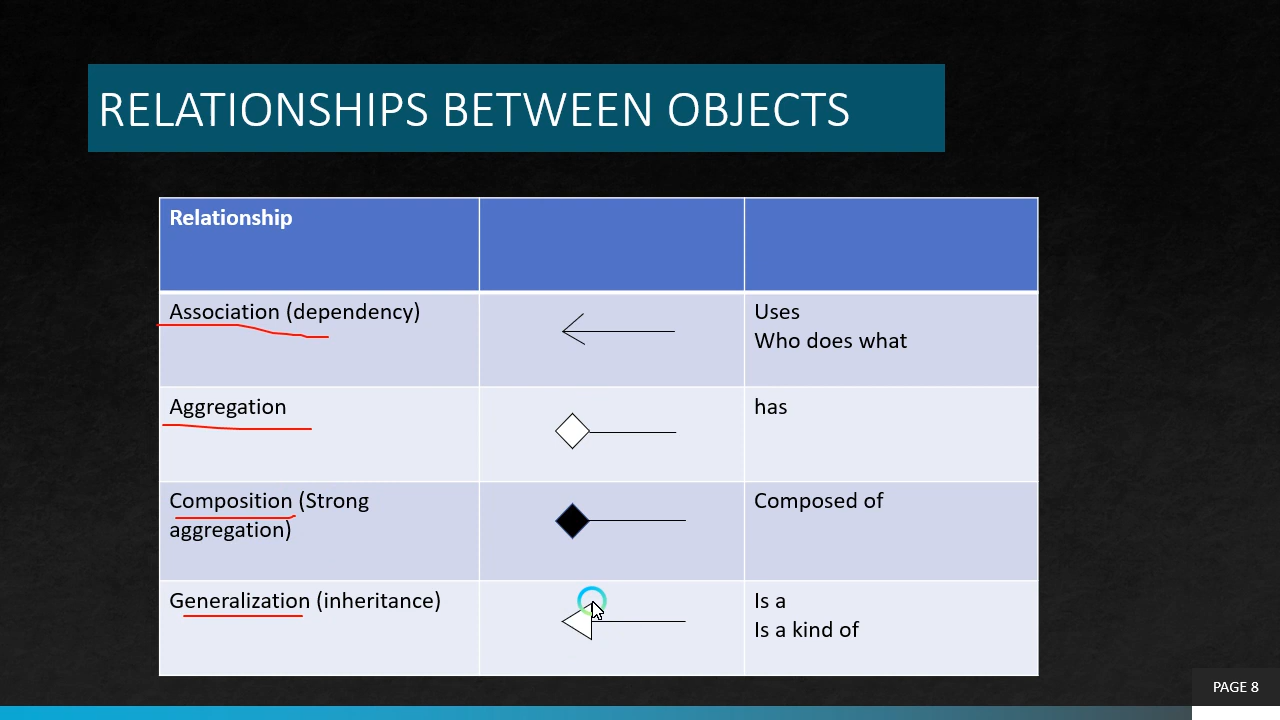 RELATIONSHIPS BETWEEN OBJECTS
Relationship
Association (dependency)
Uses
Who does what
Aggregation
has
Composition (Strong
aggregation)
Composed of
Generalization (inheritance)
Is a
Is a kind of
PAGE 8